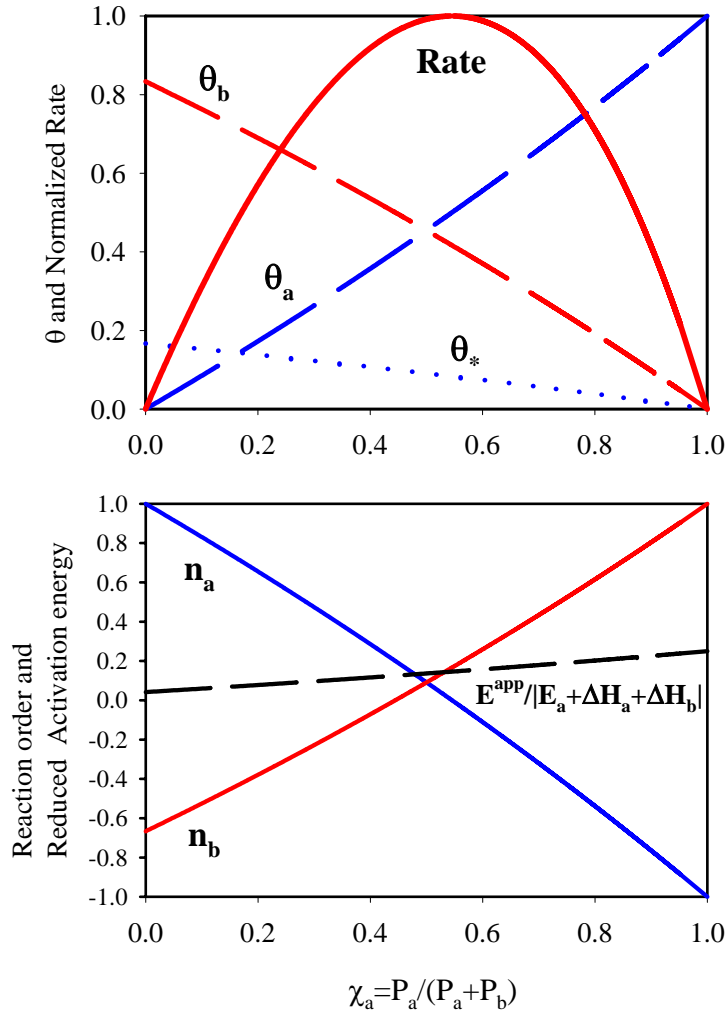 1.0
0.8
0.6
0.4
0.2
0.0
θ and Normalized Rate
θb
Rate
θa
θ*
0.0 0.2 0.4 0.6 0.8 1.0
1.0
0.8
0.6
0.4
0.2
0.0
-0.2
-0.4
-0.6
-0.8
-1.0
Reaction order and
Reduced Activation energy
na
E^app/|Ea+ΔHa+ΔHb|
nb
0.0 0.2 0.4 0.6 0.8 1.0
χa=Pa/(Pa+Pb)